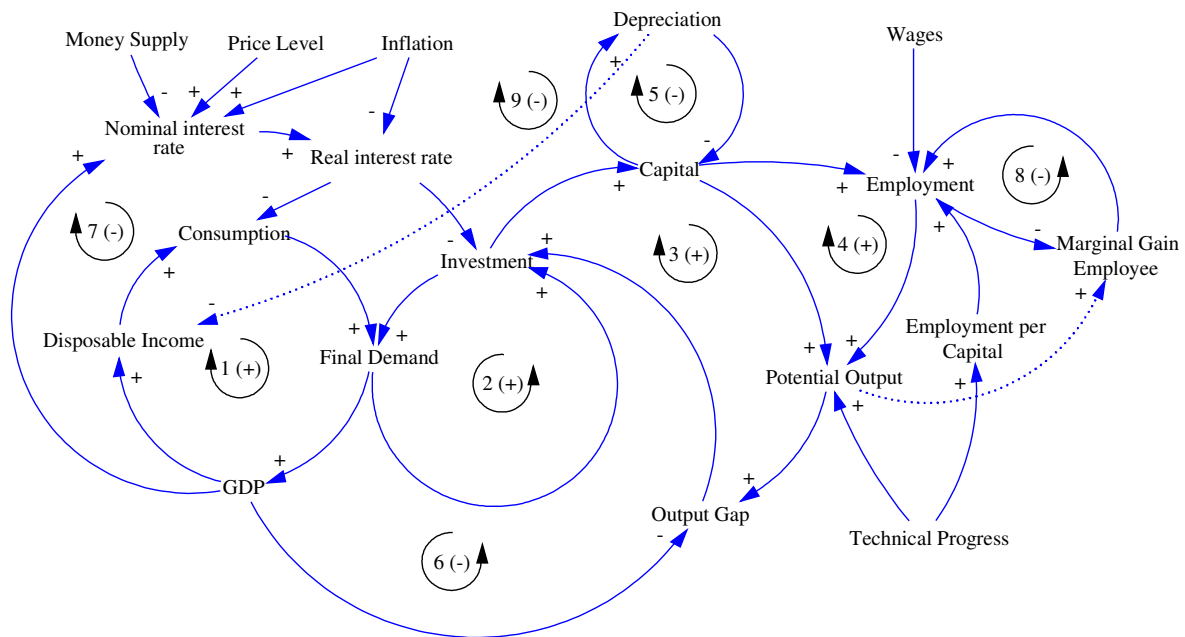 Depreciation
Money Supply
Price Level
Inflation
Wages
+
-
+
+
-
9 (-)
5 (-)
Nominal interest
rate
+
+
Real interest rate
-
-
Capital
+
+
-
+
Employment
8 (-)
-
7 (-)
Consumption
+
-
+
Investment
+
3 (+)
4 (+)
+
-
Marginal Gain
Employee
+
-
Disposable Income
+
+
Final Demand
1 (+)
+
2 (+)
+
+
Potential Output
+
Employment per
Capital
+
+
GDP
+
Output Gap
-
Technical Progress
6 (-)